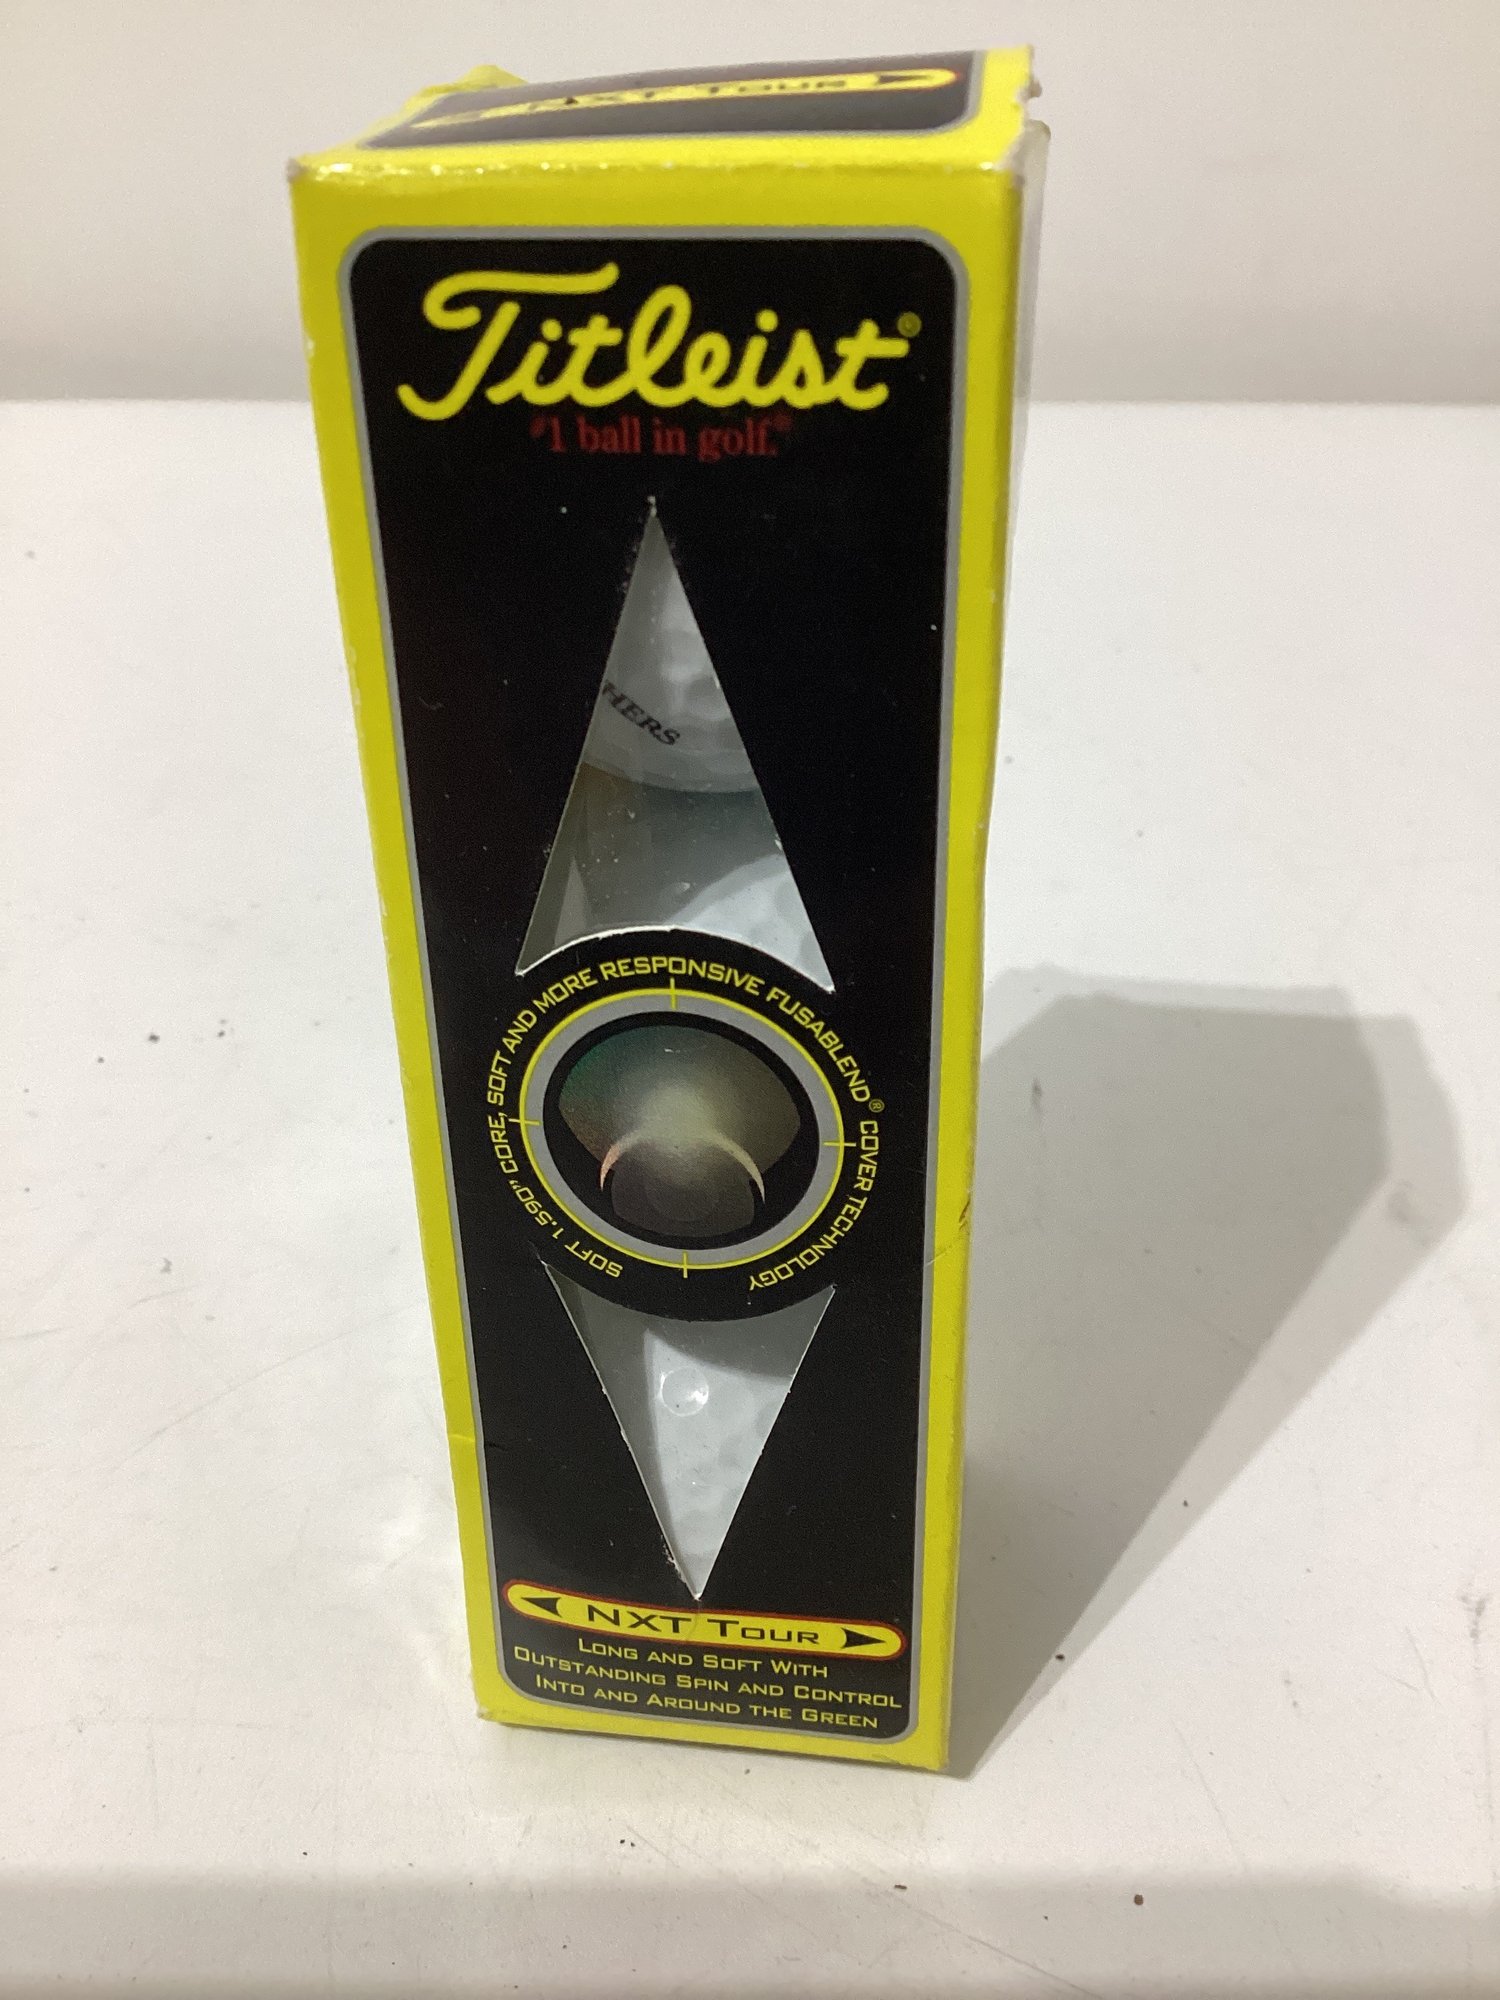 NXT TOUR
Titleist®
#1 ball in golf.®
HERS
SOFT 1.590" CORE, SOFT AND MORE RESPONSIVE FUSABLEND® COVER TECHNOLOGY
NXT TOUR
LONG AND SOFT WITH
OUTSTANDING SPIN AND CONTROL
INTO AND AROUND THE GREEN